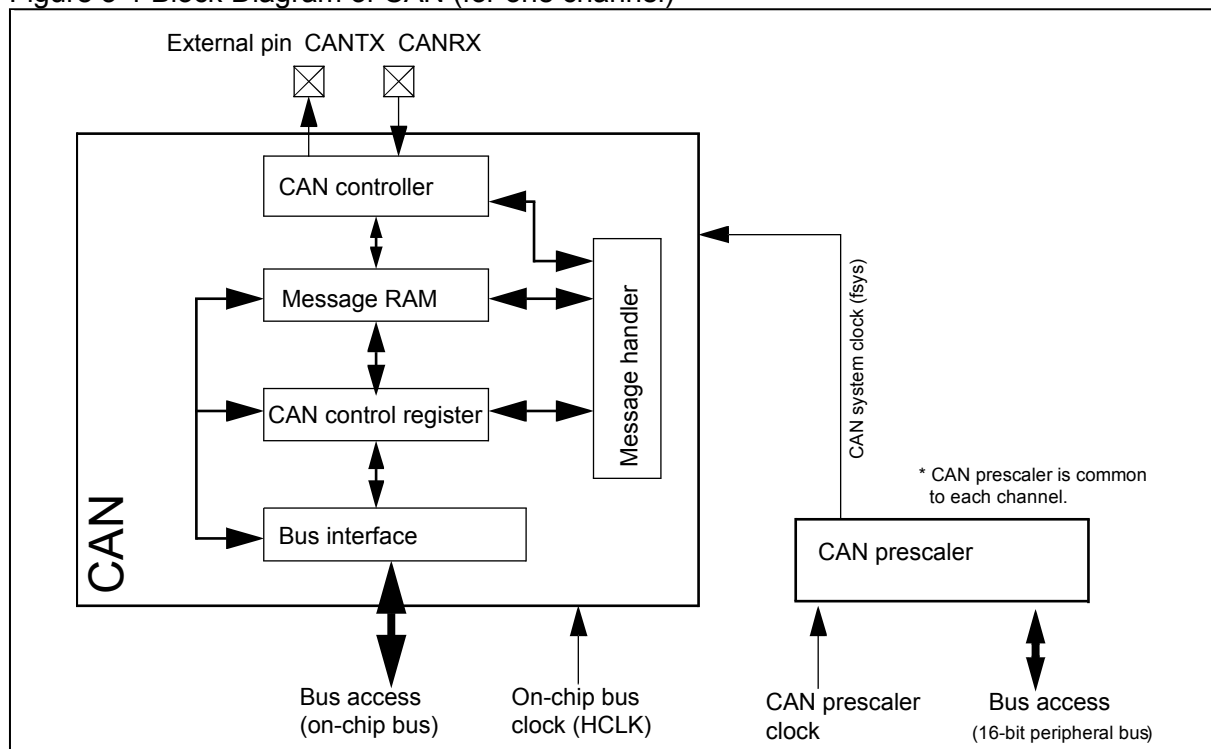 Figure Block Diagram of CAN (for one channel)
External pin CANTX CANRX
CAN controller
Message RAM
Message handler
CAN control register
Bus interface
CAN
CAN system clock (fsys)
* CAN prescaler is common
to each channel.
CAN prescaler
Bus access
(on-chip bus)
On-chip bus
clock (HCLK)
CAN prescaler
clock
Bus access
(16-bit peripheral bus)